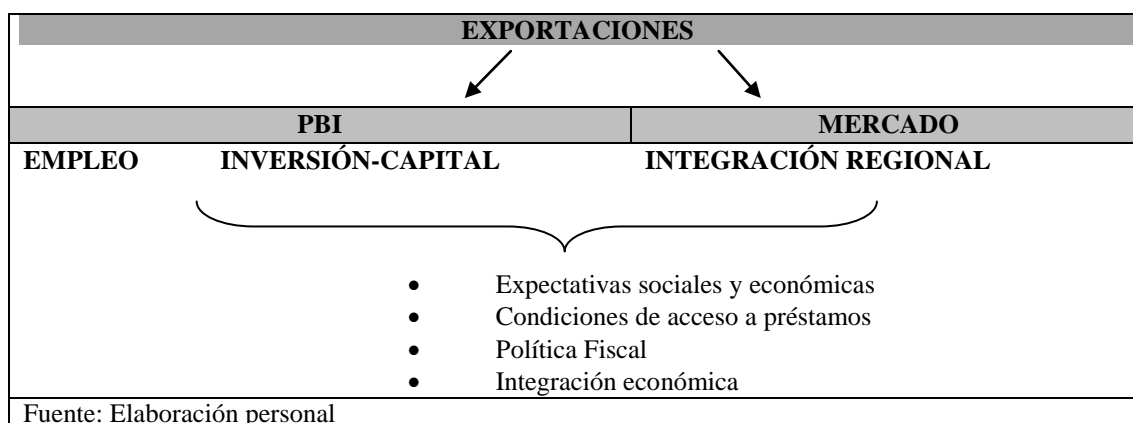 EXPORTACIONES
PBI MERCADO
EMPLEO INVERSIÓN-CAPITAL INTEGRACIÓN REGIONAL
• Expectativas sociales y económicas
• Condiciones de acceso a préstamos
• Política Fiscal
• Integración económica
Fuente: Elaboración personal